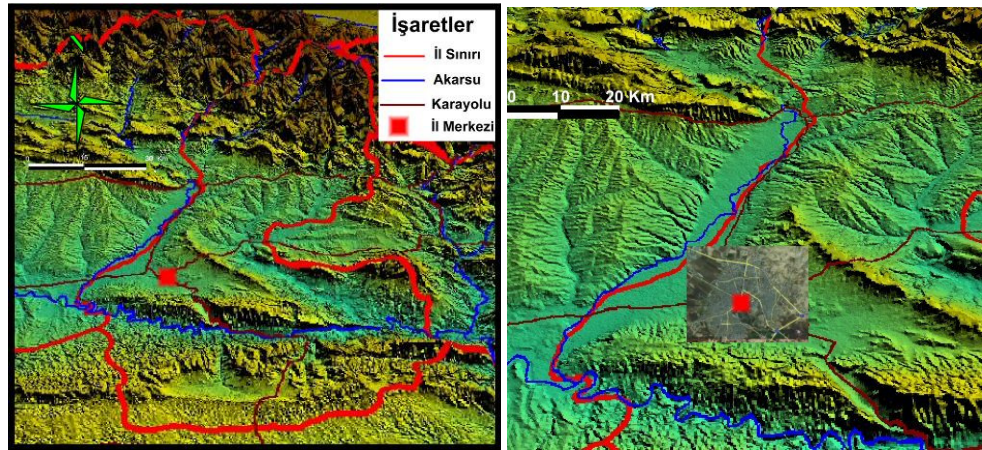 İşaretler
İl Sınırı
Akarsu
Karayolu
İl Merkezi
0 10 20 Km